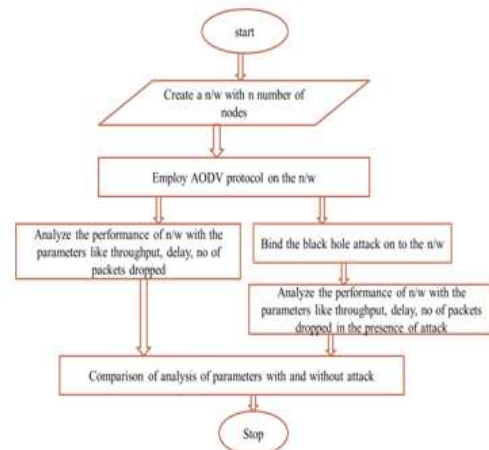 start
Create a n/w with n number of
nodes
Employ AODV protocol on the n/w
Analyze the performance of n/w with the
parameters like throughput, delay, no of
packets dropped
Bind the black hole attack on to the n/w
Analyze the performance of n/w with the
parameters like throughput, delay, no of packets
dropped in the presence of attack
Comparison of analysis of parameters with and without attack
Stop